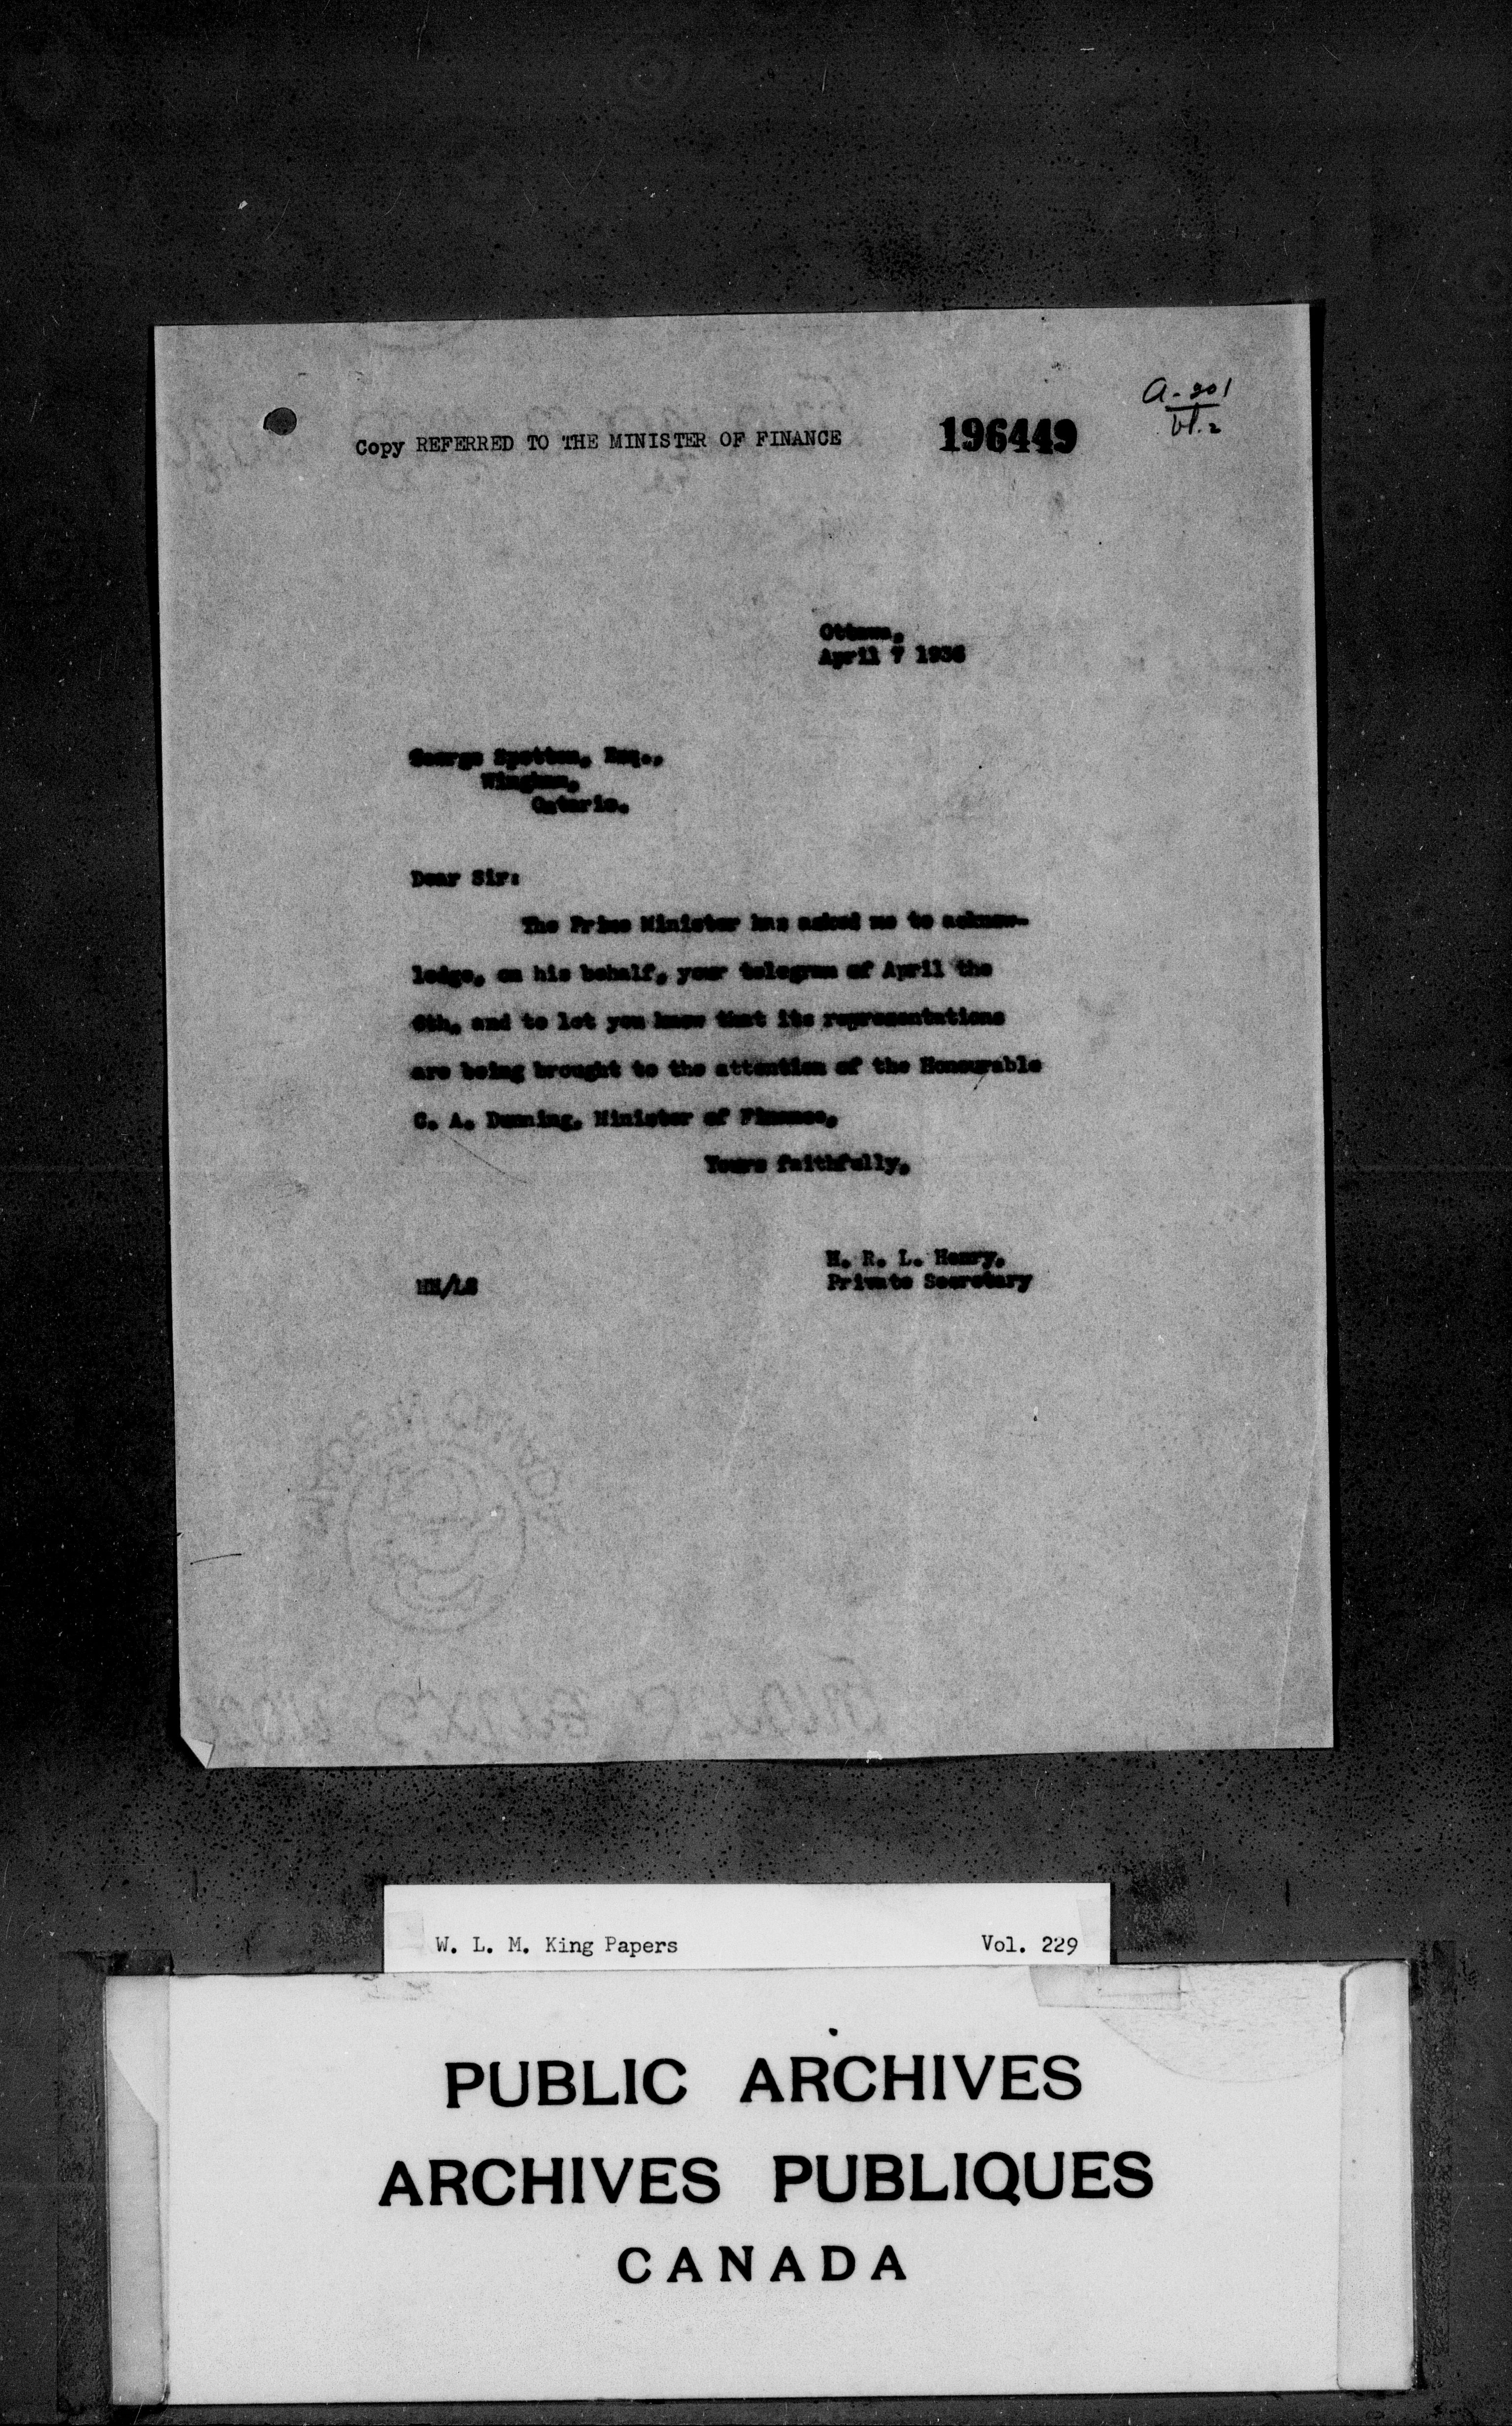 a-201
vl.2
Copy REFERRED TO THE MINISTER OF FINANCE 196449
Ottawa,
April 7 1936
George Spotton, Esq.,
Wingham,
Ontario.
Dear Sir:
The Prime Minister has asked me to acknow-
ledge, on his behalf, your telegram of April the
6th, and to let you know that its representations
are being brought to the attention of the Honourable
C. A. Dunning, Minister of Finance.
Yours faithfully,
H. R. L. Henry,
Private Secretary
HH/LS
W. L. M. King Papers Vol. 229
PUBLIC ARCHIVES
ARCHIVES PUBLIQUES
CANADA